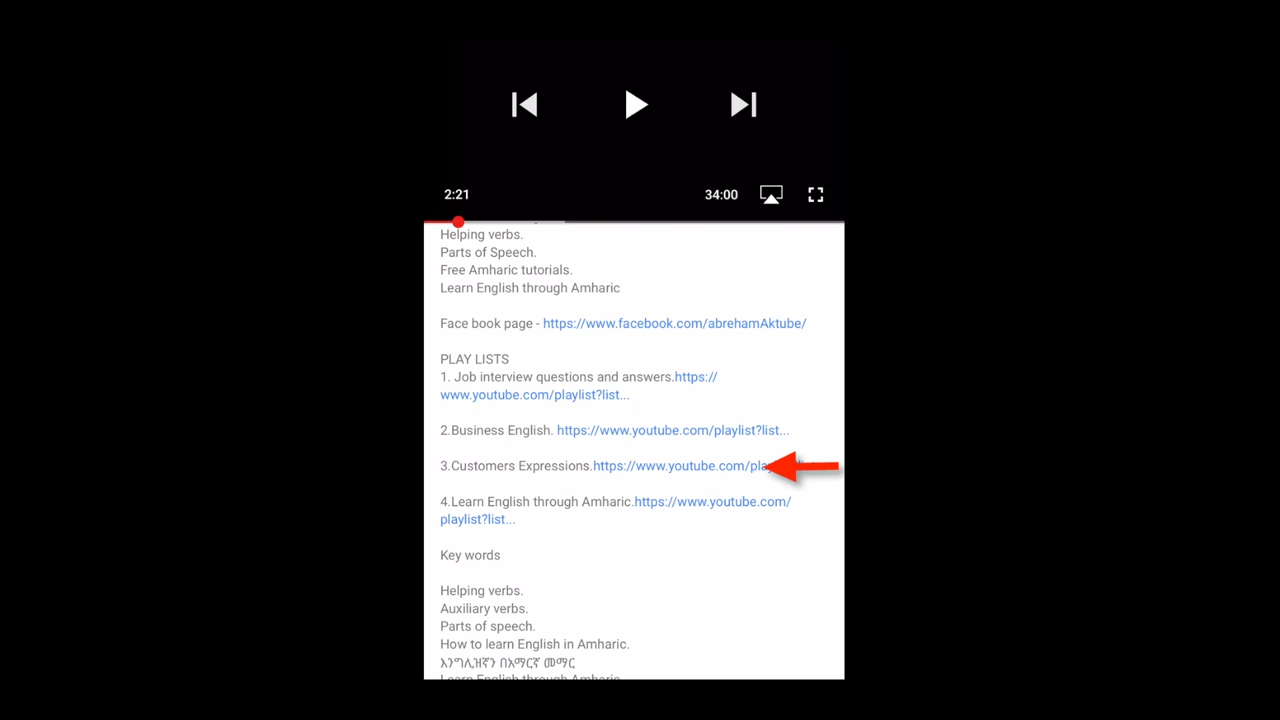 2:21
34:00
Helping verbs.
Parts of Speech.
Free Amharic tutorials.
Learn English through Amharic
Face book page - https://www.facebook.com/abrehamAktube/
PLAY LISTS
1. Job interview questions and answers.https://
www.youtube.com/playlist?list...
2.Business English. https://www.youtube.com/playlist?list...
3.Customers Expressions.https://www.youtube.com/
4.Learn English through Amharic.https://www.youtube.com/
playlist?list...
Key words
Helping verbs.
Auxiliary verbs.
Parts of speech.
How to learn English in Amharic.
እንግሊዝኛን በአማርኛ መማር
Learn English through Amharic